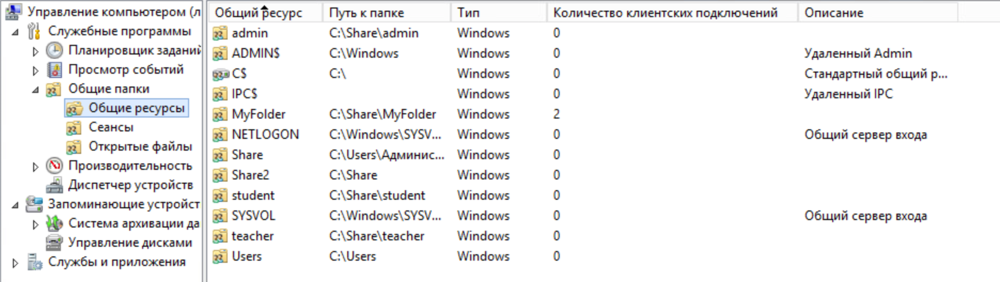 Управление компьютером (л
Служебные программы
Планировщик заданий
Просмотр событий
Общие папки
Общие ресурсы
Сеансы
Открытые файлы
Производительность
Диспетчер устройств
Запоминающие устройст
Система архивации да
Управление дисками
Службы и приложения
Общий ресурс Путь к папке Тип Количество клиентских подключений Описание
admin C:\Share\admin Windows 0
ADMIN$ C:\Windows Windows 0 Удаленный Admin
C$ C:\ Windows 0 Стандартный общий р...
IPC$ Windows 0 Удаленный IPC
MyFolder C:\Share\MyFolder Windows 2
NETLOGON C:\Windows\SYSV... Windows 0 Общий сервер входа
Share C:\Users\Админис... Windows 0
Share2 C:\Share Windows 0
student C:\Share\student Windows 0
SYSVOL C:\Windows\SYSV... Windows 0 Общий сервер входа
teacher C:\Share\teacher Windows 0
Users C:\Users Windows 0